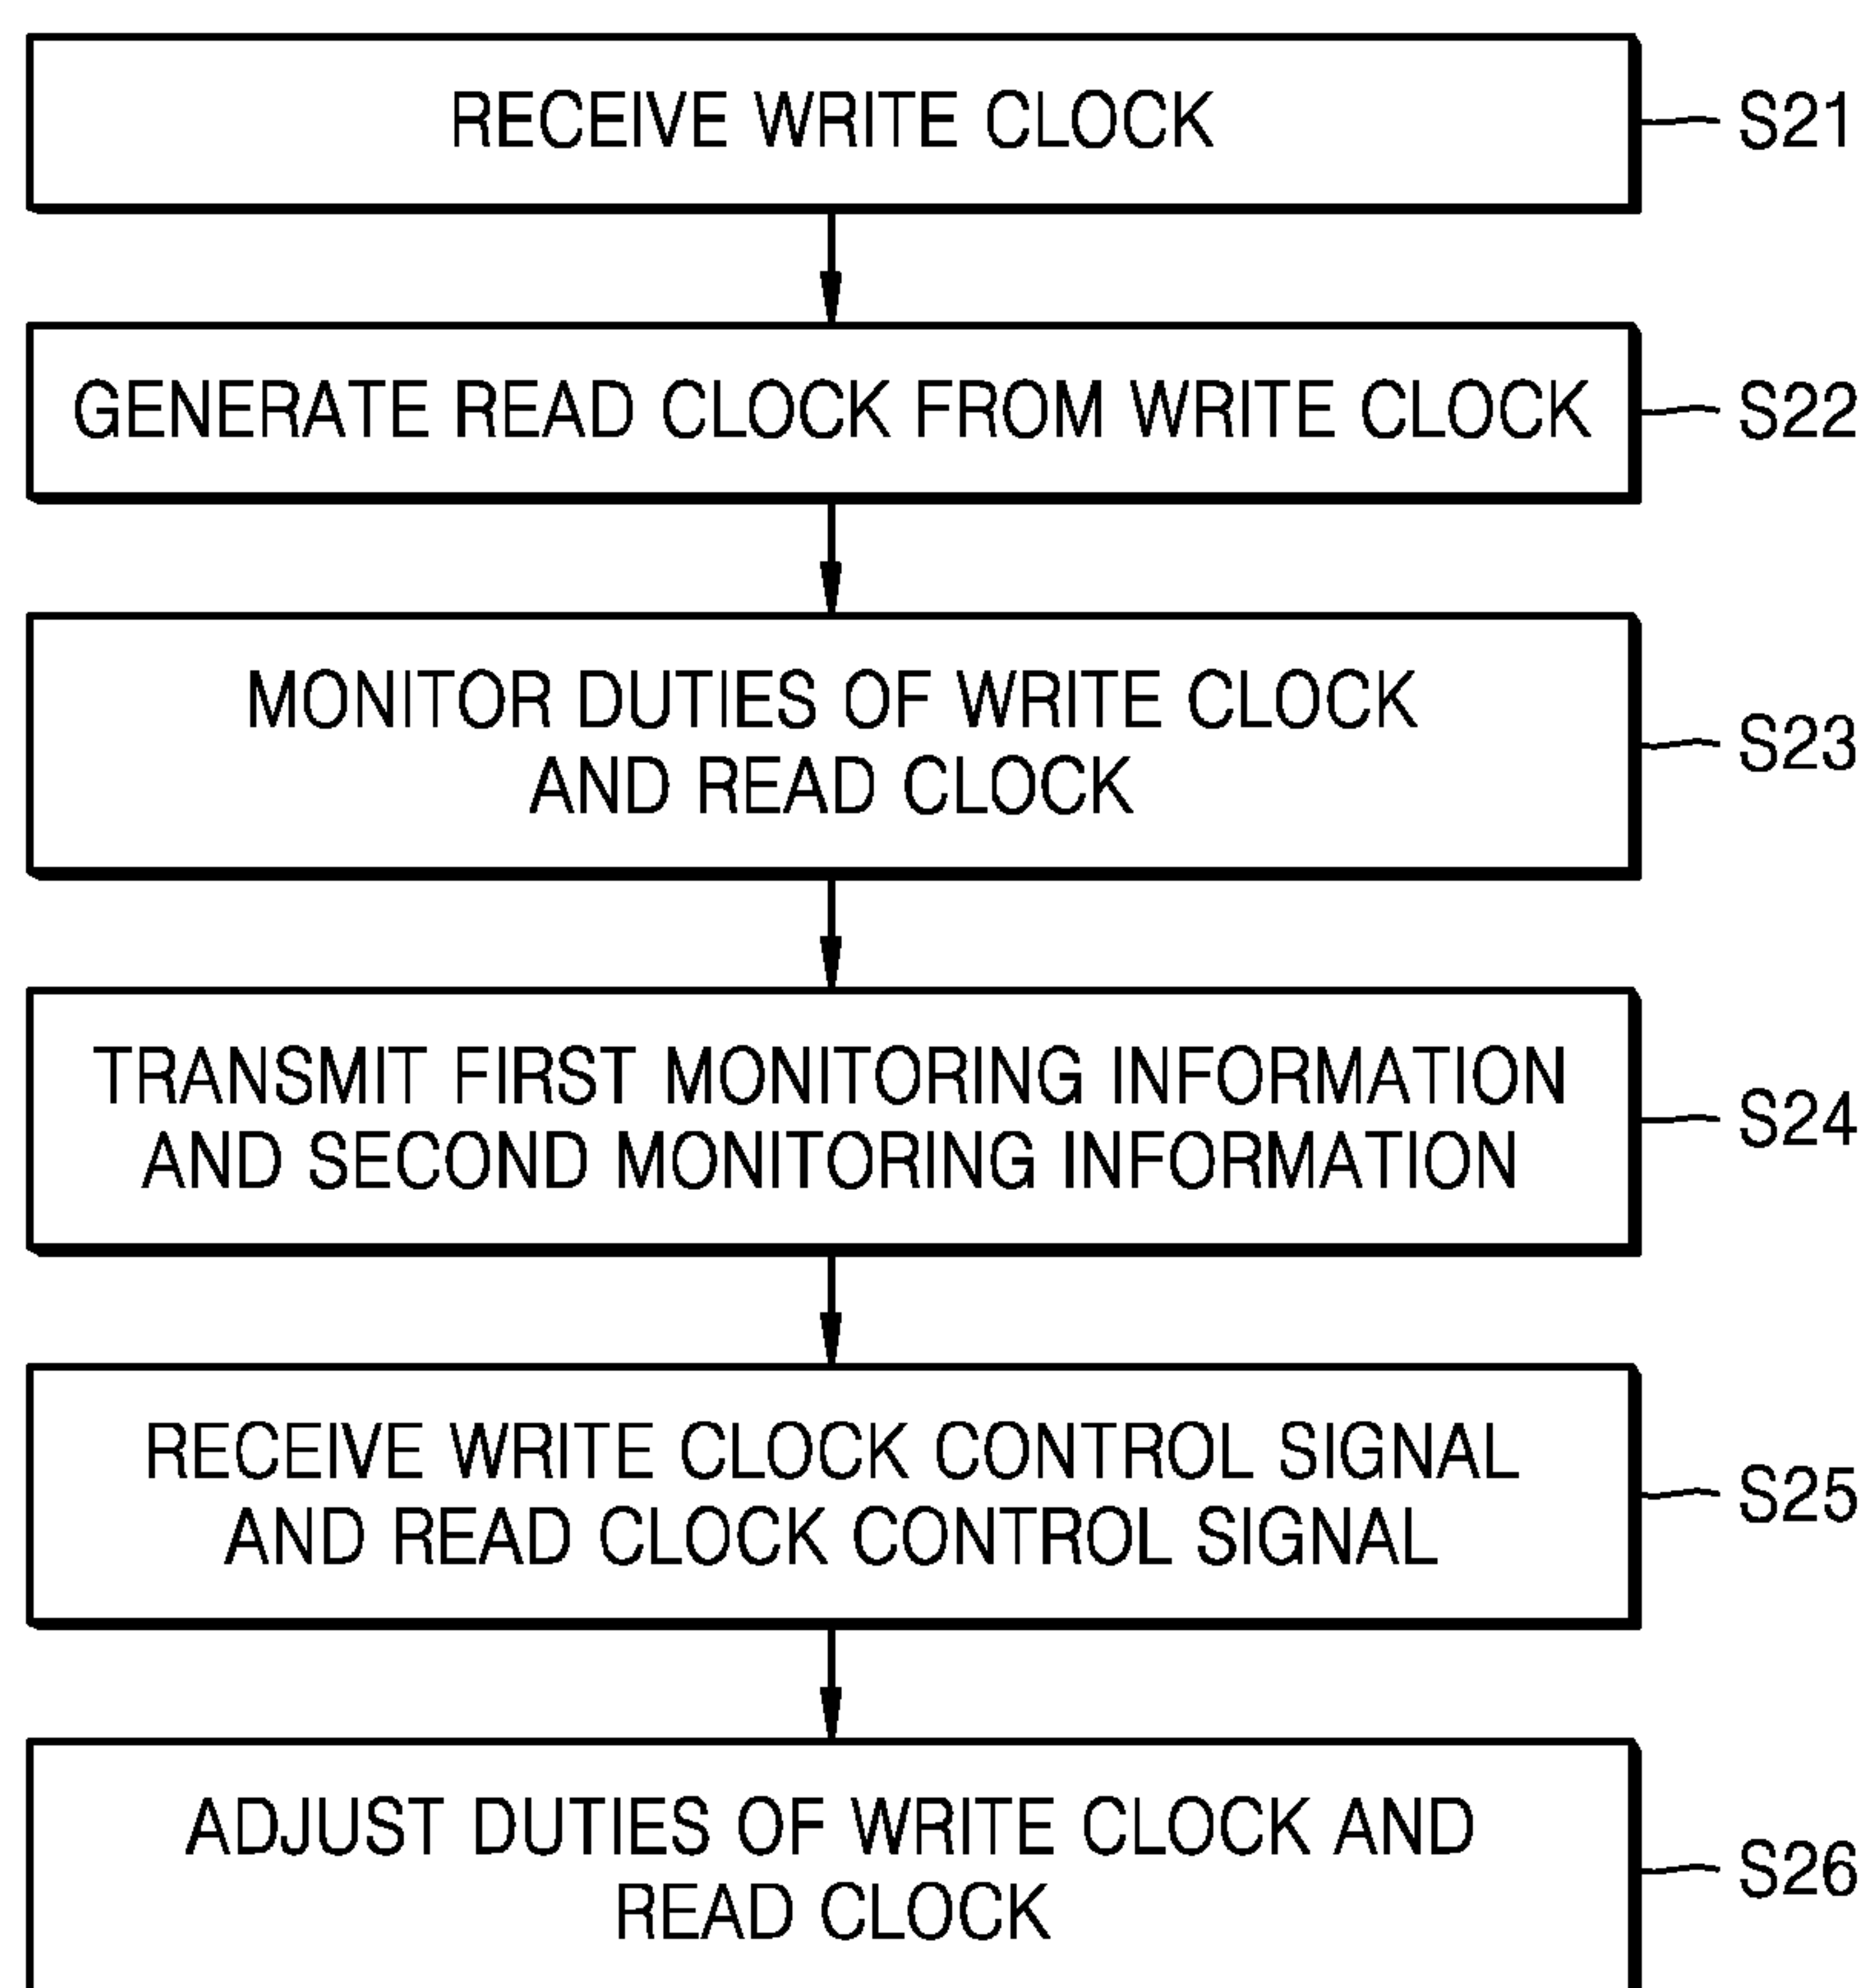 RECEIVE WRITE CLOCK
S21
GENERATE READ CLOCK FROM WRITE CLOCK
S22
MONITOR DUTIES OF WRITE CLOCK
AND READ CLOCK
S23
TRANSMIT FIRST MONITORING INFORMATION
AND SECOND MONITORING INFORMATION
S24
RECEIVE WRITE CLOCK CONTROL SIGNAL
AND READ CLOCK CONTROL SIGNAL
S25
ADJUST DUTIES OF WRITE CLOCK AND
READ CLOCK
S26